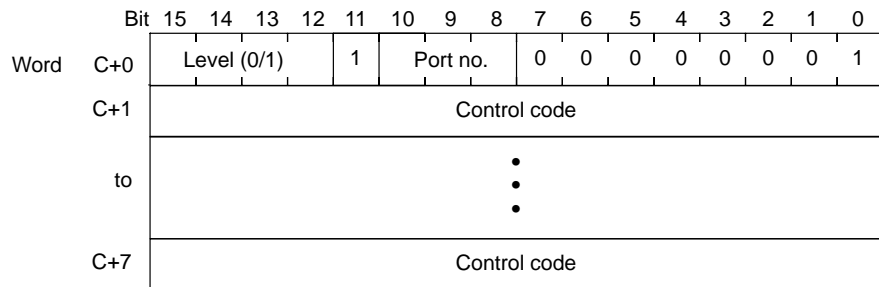 Bit 15 14 13 12 11 10 9 8 7 6 5 4 3 2 1 0
Word C+0 Level (0/1) 1 Port no. 0 0 0 0 0 0 0 1
C+1 Control code
to
C+7 Control code